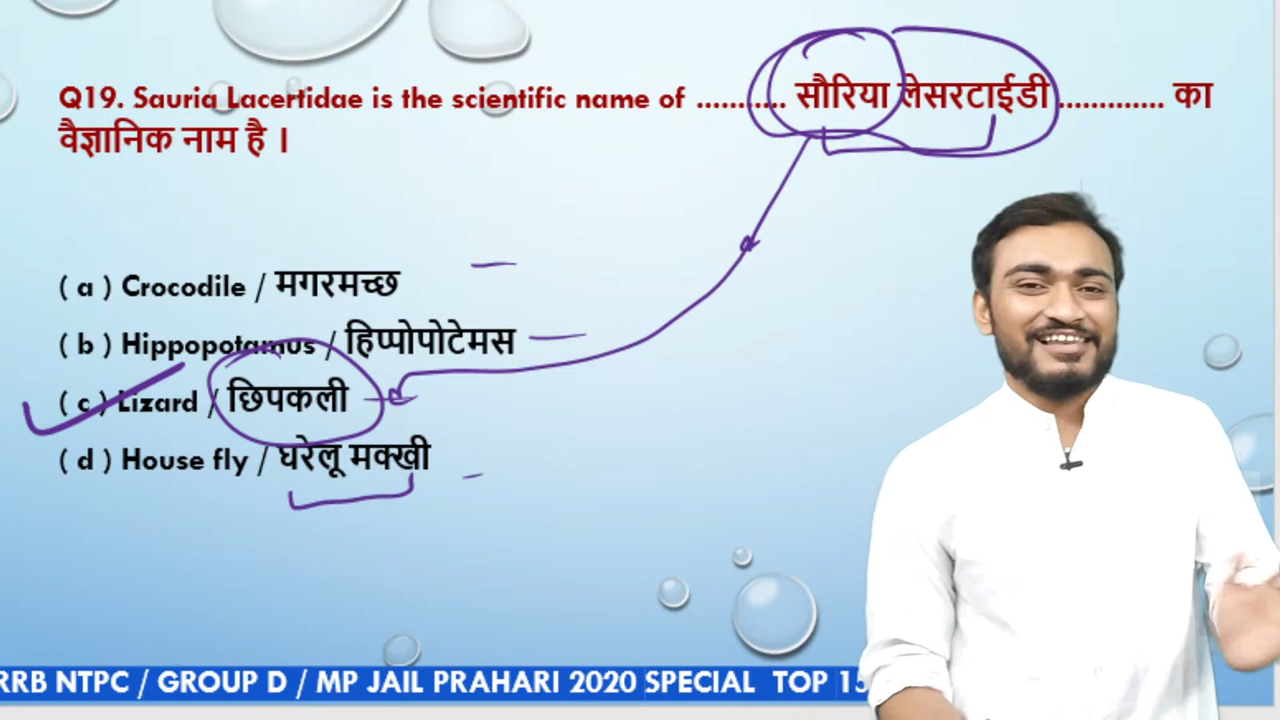 Q19. Sauria Lacertidae is the scientific name of ........... सौरिया लेसरटाईडी ............. का
वैज्ञानिक नाम है ।
( a ) Crocodile / मगरमच्छ
( b ) Hippopotamus / हिप्पोपोटेमस
( c ) Lizard / छिपकली
( d ) House fly / घरेलू मक्खी
RRB NTPC / GROUP D / MP JAIL PRAHARI 2020 SPECIAL TOP 15